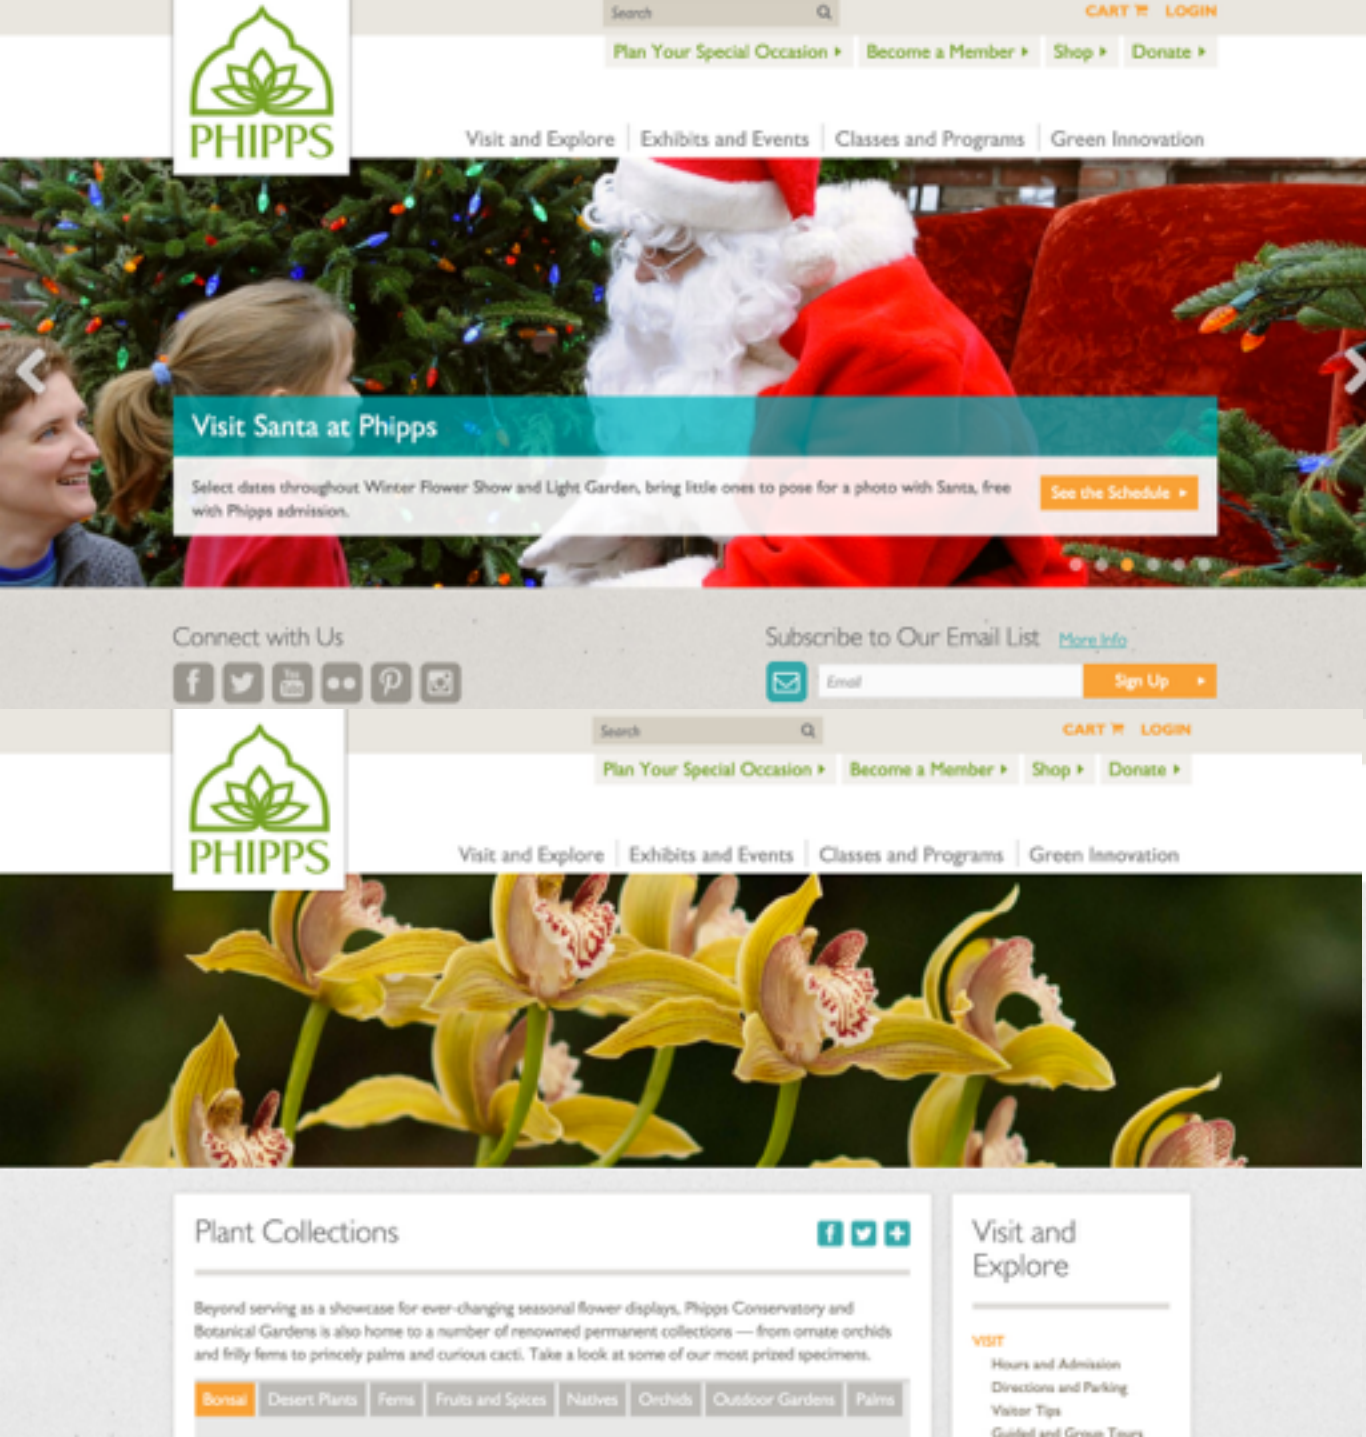 Search
CART LOGIN
Plan Your Special Occasion Become a Member Shop Donate
PHIPPS
Visit and Explore Exhibits and Events Classes and Programs Green Innovation
Visit Santa at Phipps
Select dates throughout Winter Flower Show and Light Garden, bring little ones to pose for a photo with Santa, free
with Phipps admission.
See the Schedule
Connect with Us
Subscribe to Our Email List More Info
You Tube
Email
Sign Up
Search
CART LOGIN
Plan Your Special Occasion Become a Member Shop Donate
PHIPPS
Visit and Explore Exhibits and Events Classes and Programs Green Innovation
Plant Collections
Beyond serving as a showcase for ever-changing seasonal flower displays, Phipps Conservatory and
Botanical Gardens is also home to a number of renowned permanent collections — from ornate orchids
and frilly ferns to princely palms and curious cacti. Take a look at some of our most prized specimens.
Bonsai Desert Plants Ferns Fruits and Spices Natives Orchids Outdoor Gardens Palms
Visit and
Explore
VISIT
Hours and Admission
Directions and Parking
Visitor Tips
Guided and Group Tours